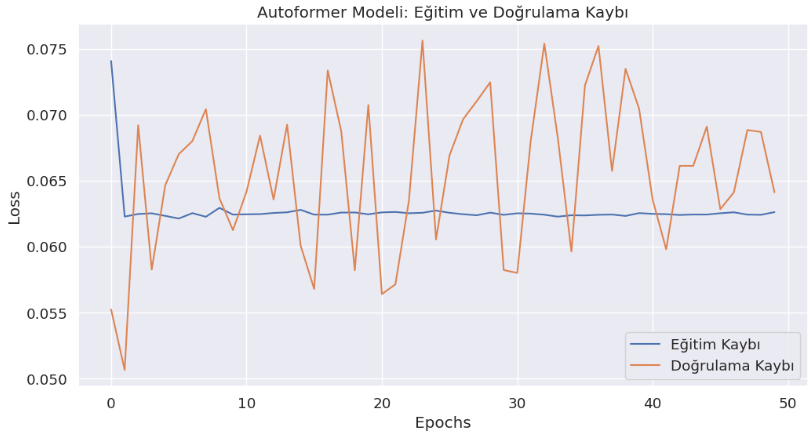 Autoformer Modeli: Eğitim ve Doğrulama Kaybı
Loss
0.075
0.070
0.065
0.060
0.055
0.050
0
10
20
30
40
50
Epochs
Eğitim Kaybı
Doğrulama Kaybı